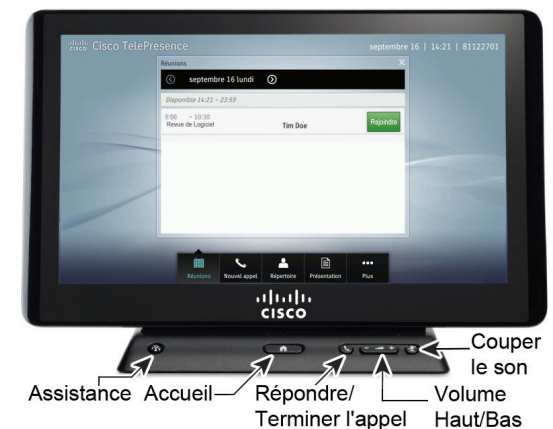 cisco Cisco TelePresence
septembre 16 | 14:21 | 81122701
Réunions X
septembre 16 lundi
Disponible 14:21 - 23:59
9:00 - 10:30
Revue de Logiciel
Tim Doe
Rejoindre
Réunions Nouvel appel Répertoire Présentation Plus
CISCO
Assistance
Accueil
Répondre/
Terminer l'appel
Volume
Haut/Bas
Couper
le son